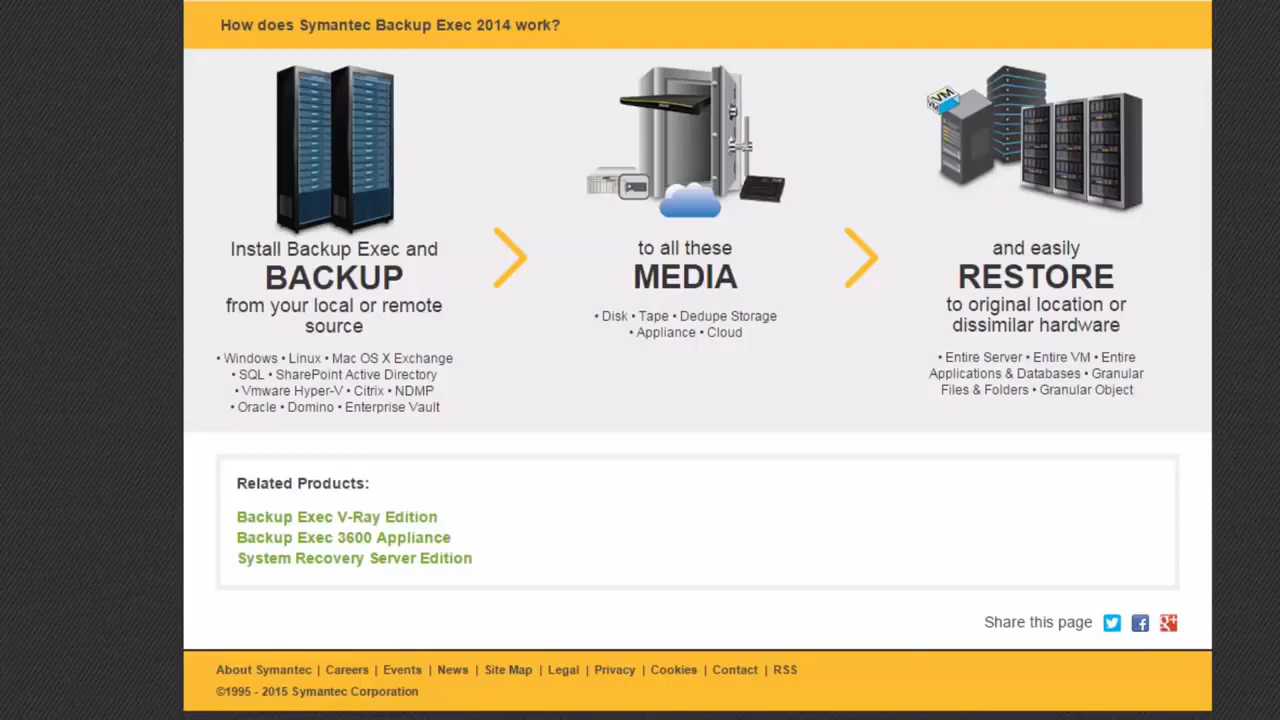 How does Symantec Backup Exec 2014 work?
VM
VM
Install Backup Exec and
BACKUP
from your local or remote
source
• Windows • Linux • Mac OS X Exchange
• SQL • SharePoint Active Directory
• Vmware Hyper-V • Citrix • NDMP
• Oracle • Domino • Enterprise Vault
to all these
MEDIA
• Disk • Tape • Dedupe Storage
• Appliance • Cloud
and easily
RESTORE
to original location or
dissimilar hardware
• Entire Server • Entire VM • Entire
Applications & Databases • Granular
Files & Folders • Granular Object
Related Products:
Backup Exec V-Ray Edition
Backup Exec 3600 Appliance
System Recovery Server Edition
Share this page
About Symantec | Careers | Events | News | Site Map | Legal | Privacy | Cookies | Contact | RSS
©1995 - 2015 Symantec Corporation